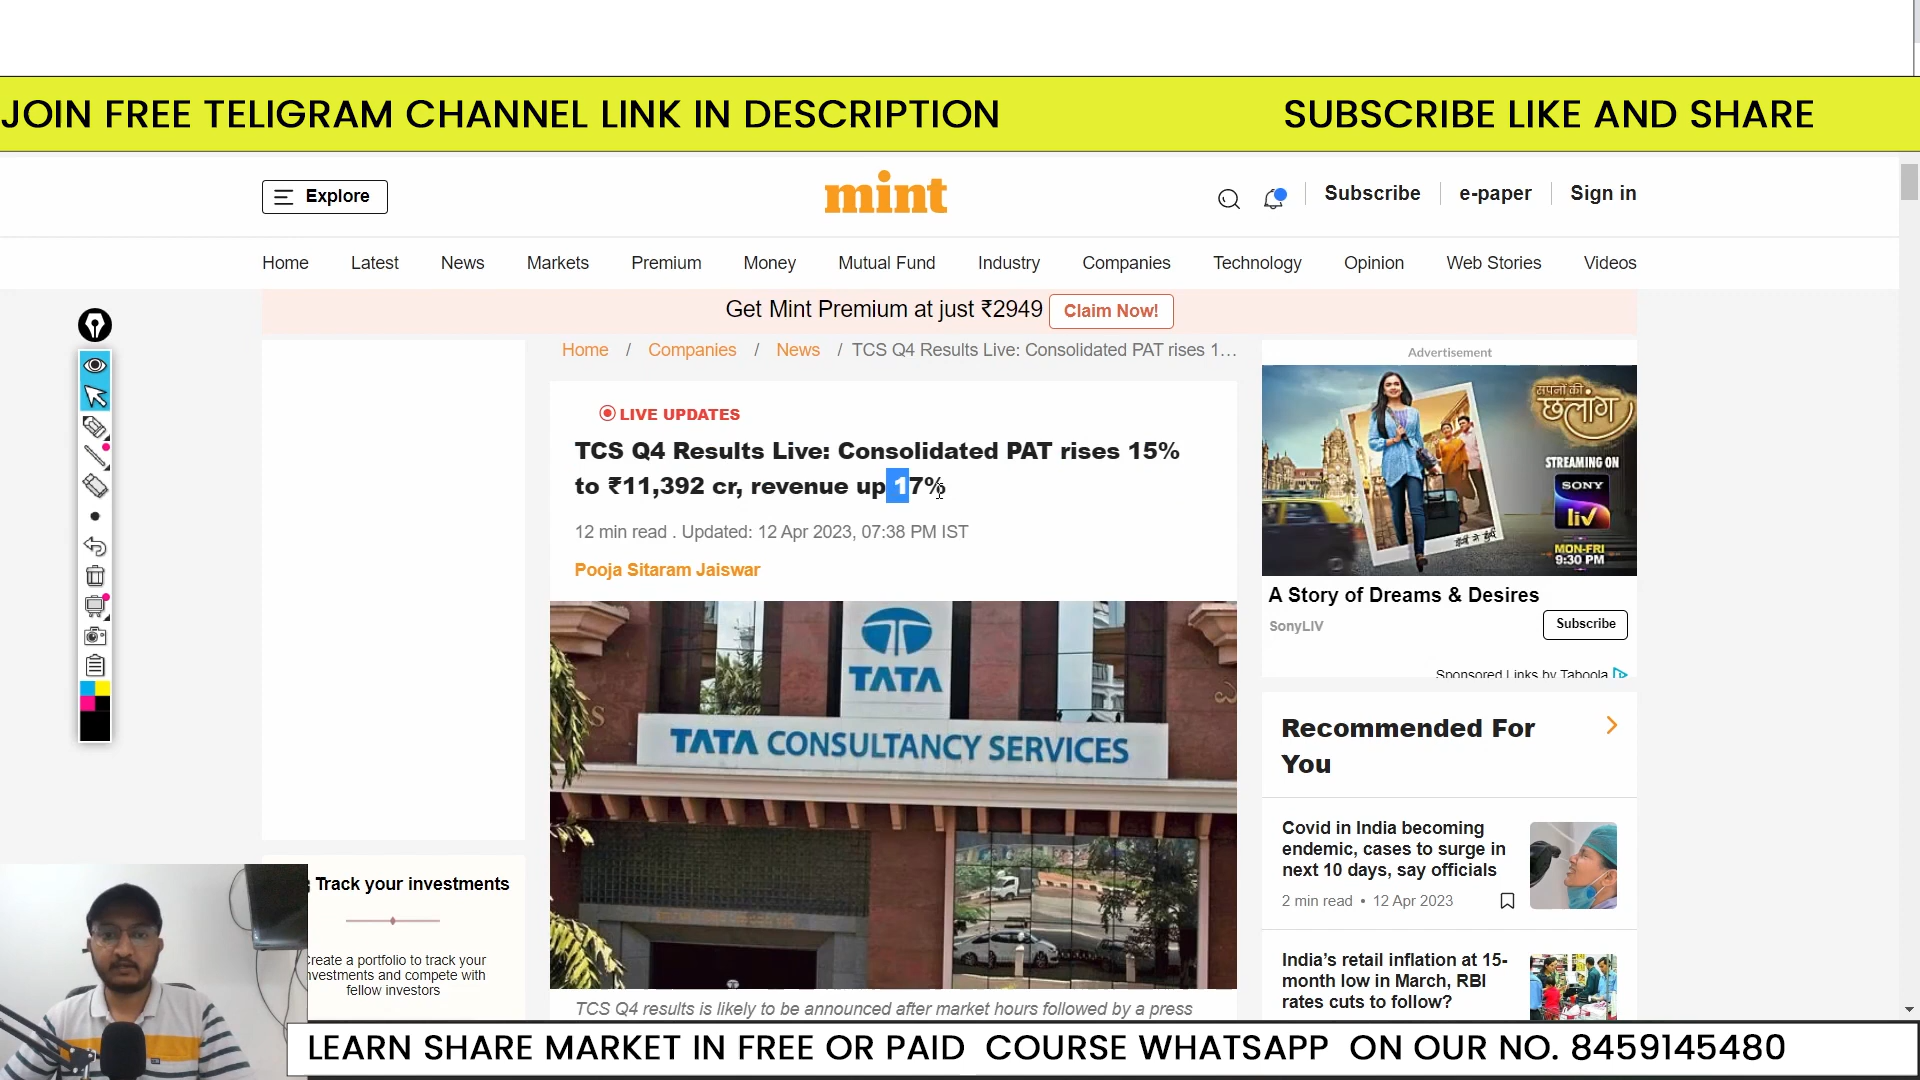 JOIN FREE TELIGRAM CHANNEL LINK IN DESCRIPTION
SUBSCRIBE LIKE AND SHARE
Explore
mint
Subscribe
e-paper
Sign in
Home
Latest
News
Markets
Premium
Money
Mutual Fund
Industry
Companies
Technology
Opinion
Web Stories
Videos
Get Mint Premium at just ₹2949
Claim Now!
Home / Companies / News / TCS Q4 Results Live: Consolidated PAT rises 1...
LIVE UPDATES
TCS Q4 Results Live: Consolidated PAT rises 15%
to ₹11,392 cr, revenue up 17%
12 min read . Updated: 12 Apr 2023, 07:38 PM IST
Pooja Sitaram Jaiswar
TATA
TATA CONSULTANCY SERVICES
TCS Q4 results is likely to be announced after market hours followed by a press
Advertisement
सपनों की
छलांग
STREAMING ON
SONY
liv
MON-FRI
9:30 PM
A Story of Dreams & Desires
SonyLIV
Subscribe
Sponsored Links by Taboola
Recommended For
You
Covid in India becoming
endemic, cases to surge in
next 10 days, say officials
2 min read • 12 Apr 2023
India's retail inflation at 15-
month low in March, RBI
rates cuts to follow?
Track your investments
Create a portfolio to track your
investments and compete with
fellow investors
LEARN SHARE MARKET IN FREE OR PAID COURSE WHATSAPP ON OUR NO. 8459145480